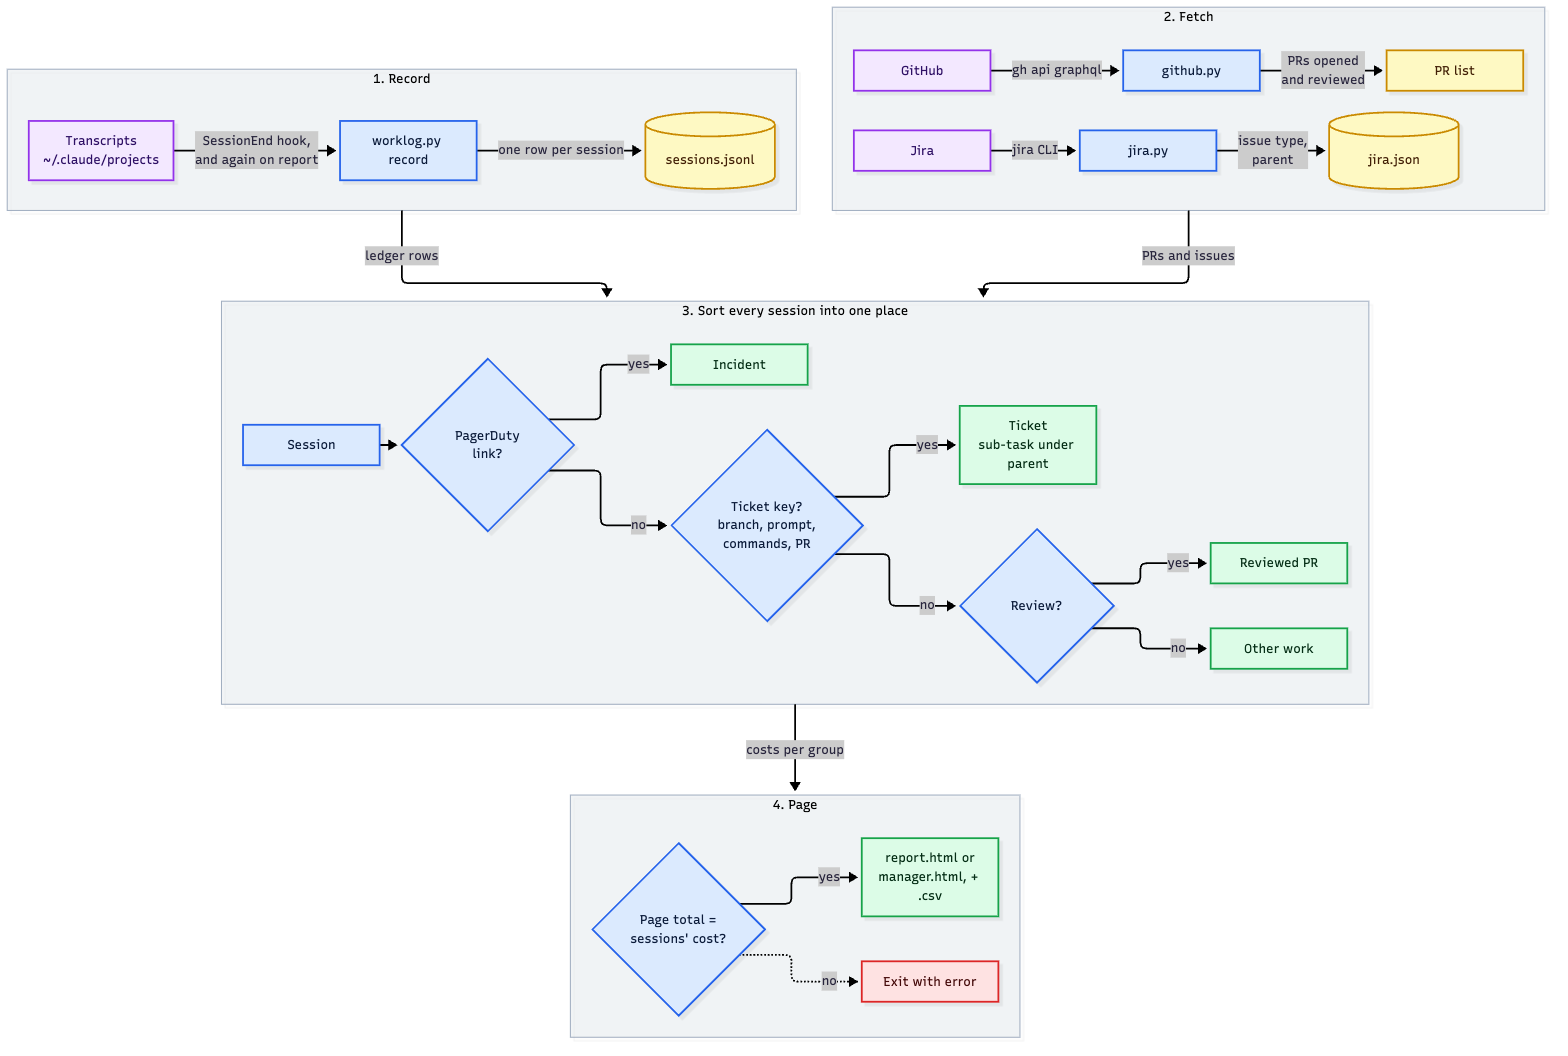 1. Record
Transcripts
~/.claude/projects
SessionEnd hook,
and again on report
worklog.py
record
one row per session
sessions.jsonl
2. Fetch
GitHub
gh api graphql
github.py
PRs opened
and reviewed
PR list
Jira
jira CLI
jira.py
issue type,
parent
jira.json
ledger rows
PRs and issues
3. Sort every session into one place
Session
PagerDuty
link?
yes
Incident
no
Ticket key?
branch, prompt,
commands, PR
yes
Ticket
sub-task under
parent
no
Review?
yes
Reviewed PR
no
Other work
costs per group
4. Page
Page total =
sessions' cost?
yes
report.html or
manager.html, +
.csv
no
Exit with error